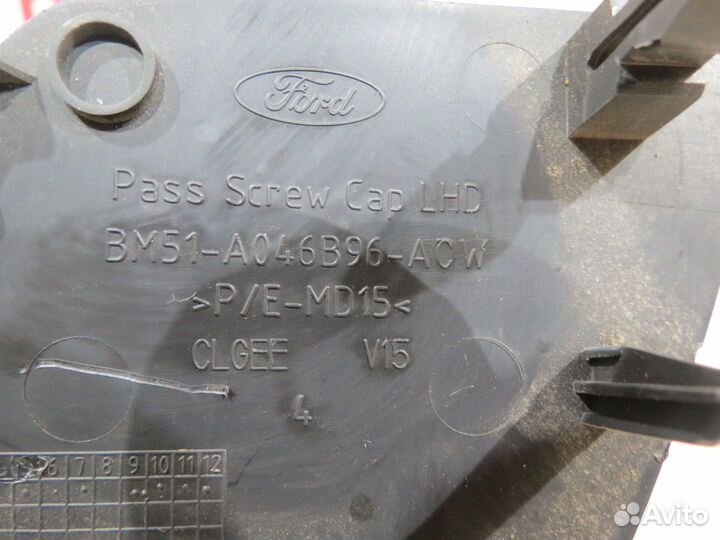 Ford
Pass Screw Cap LHD
BM51-A046B96-ACW
>P/E-MD15<
CLGEE V15
4
6 7 8 9 10 11 12
Avito